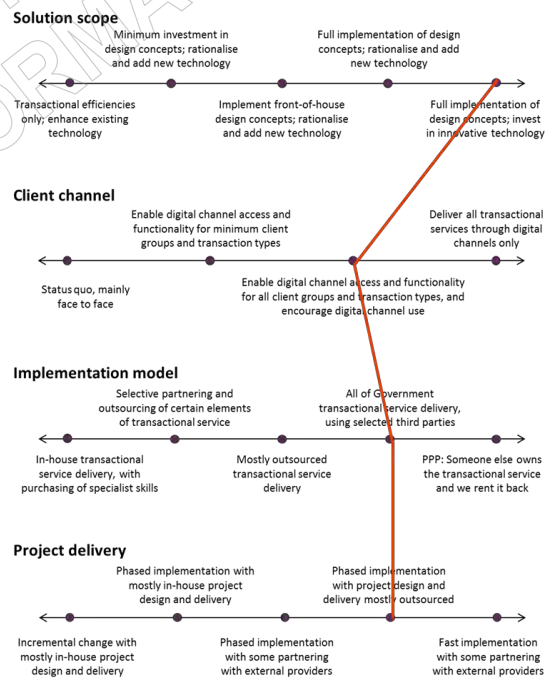 Solution scope
Minimum investment in
design concepts; rationalise
and add new technology
Full implementation of design
concepts; rationalise and add
new technology
Transactional efficiencies
only; enhance existing
technology
Implement front-of-house
design concepts; rationalise
and add new technology
Full implementation of
design concepts; invest
in innovative technology
Client channel
Enable digital channel access and
functionality for minimum client
groups and transaction types
Deliver all transactional
services through digital
channels only
Status quo, mainly
face to face
Enable digital channel access and functionality
for all client groups and transaction types, and
encourage digital channel use
Implementation model
Selective partnering and
outsourcing of certain elements
of transactional service
All of Government
transactional service delivery,
using selected third parties
In-house transactional
service delivery, with
purchasing of specialist skills
Mostly outsourced
transactional service
delivery
PPP: Someone else owns
the transactional service
and we rent it back
Project delivery
Phased implementation with
mostly in-house project
design and delivery
Phased implementation
with project design and
delivery mostly outsourced
Incremental change with
mostly in-house project
design and delivery
Phased implementation
with some partnering
with external providers
Fast implementation
with some partnering
with external providers